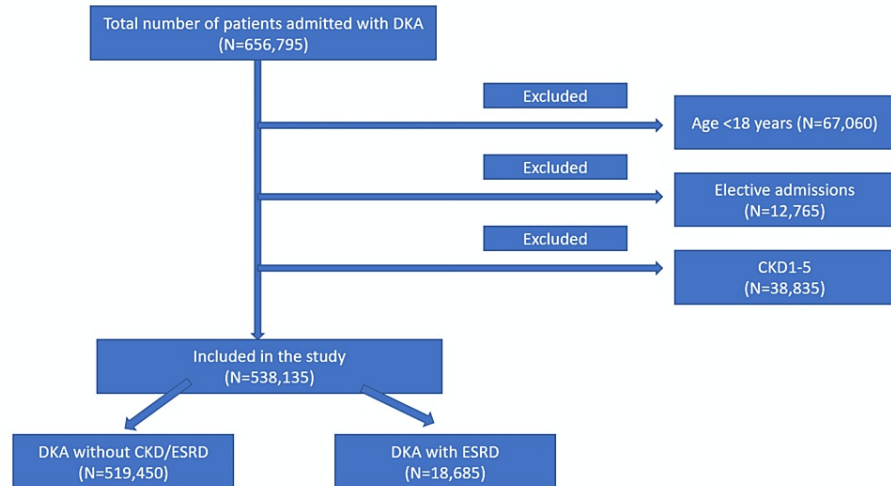 Total number of patients admitted with DKA
(N=656,795)
Excluded
Age <18 years (N=67,060)
Excluded
Elective admissions
(N=12,765)
Excluded
CKD1-5
(N=38,835)
Included in the study
(N=538,135)
DKA without CKD/ESRD
(N=519,450)
DKA with ESRD
(N=18,685)